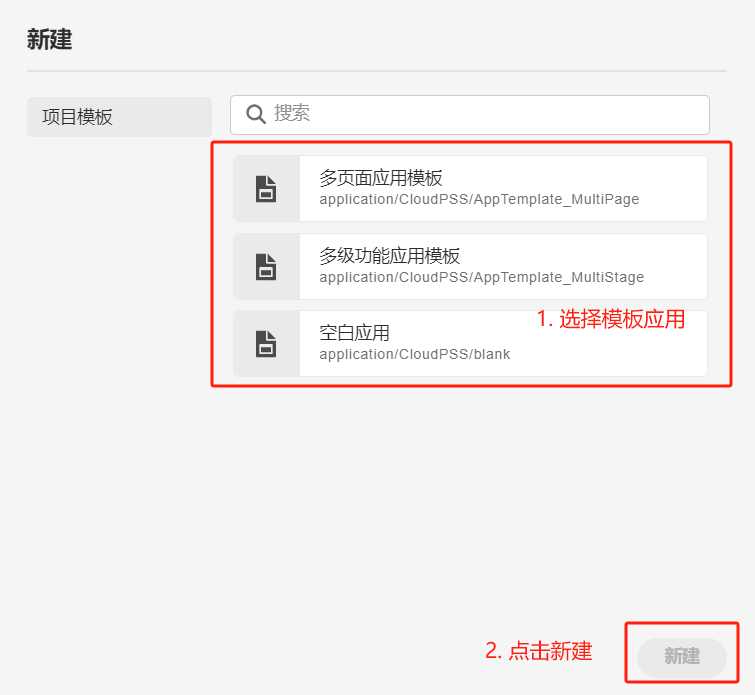 新建
项目模板
搜索
多页面应用模板
application/CloudPSS/AppTemplate_MultiPage
多级功能应用模板
application/CloudPSS/AppTemplate_MultiStage
1. 选择模板应用
空白应用
application/CloudPSS/blank
2. 点击新建
新建